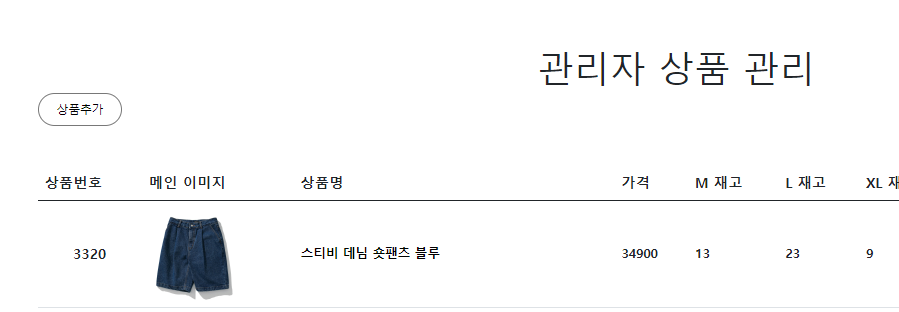 관리자 상품 관리
상품추가
상품번호 메인 이미지 상품명 가격 M 재고 L 재고 XL 재
3320 스티비 데님 숏팬츠 블루 34900 13 23 9